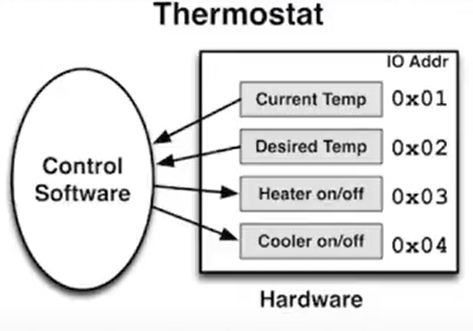 Thermostat
IO Addr
Current Temp 0x01
Desired Temp 0x02
Control
Software
Heater on/off 0x03
Cooler on/off 0x04
Hardware